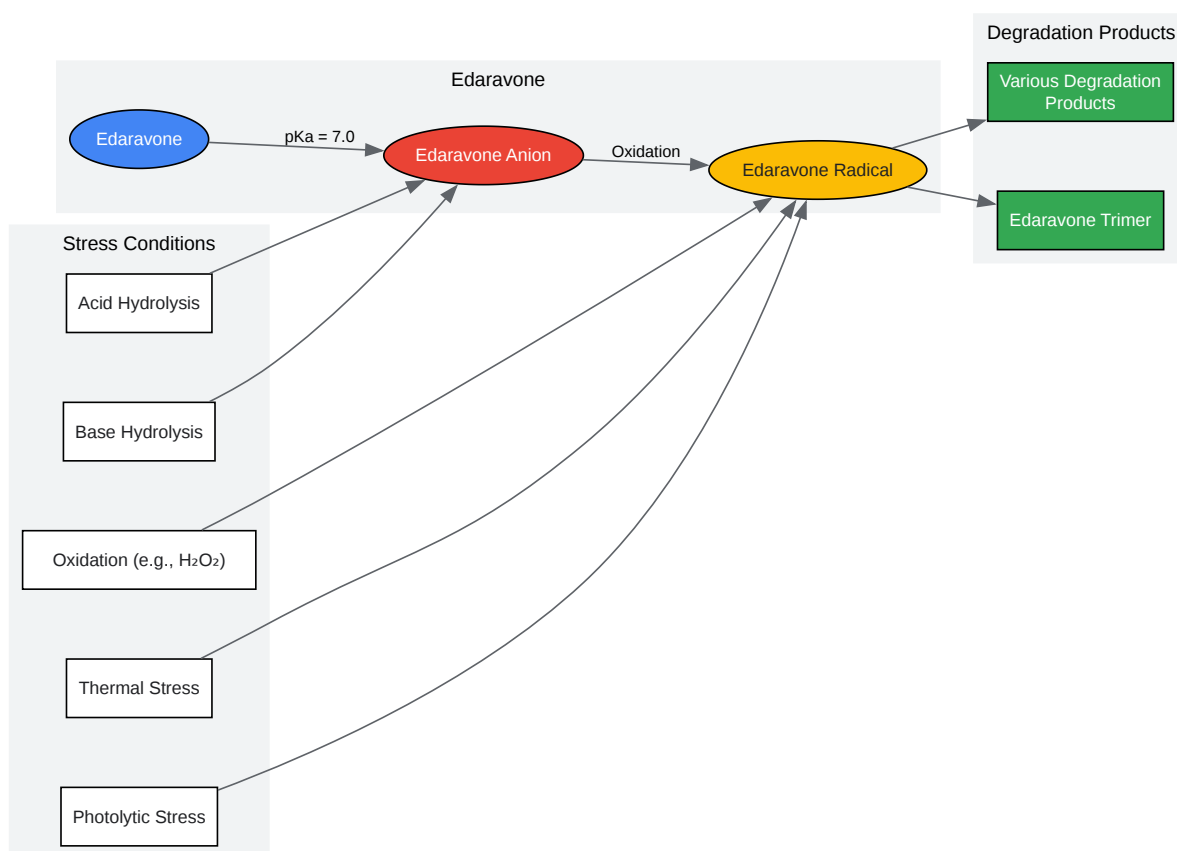 Degradation Products
Edaravone
Various Degradation
Products
Edaravone
pKa = 7.0
Edaravone Anion
Oxidation
Edaravone Radical
Edaravone Trimer
Stress Conditions
Acid Hydrolysis
Base Hydrolysis
Oxidation (e.g., H₂O₂)
Thermal Stress
Photolytic Stress